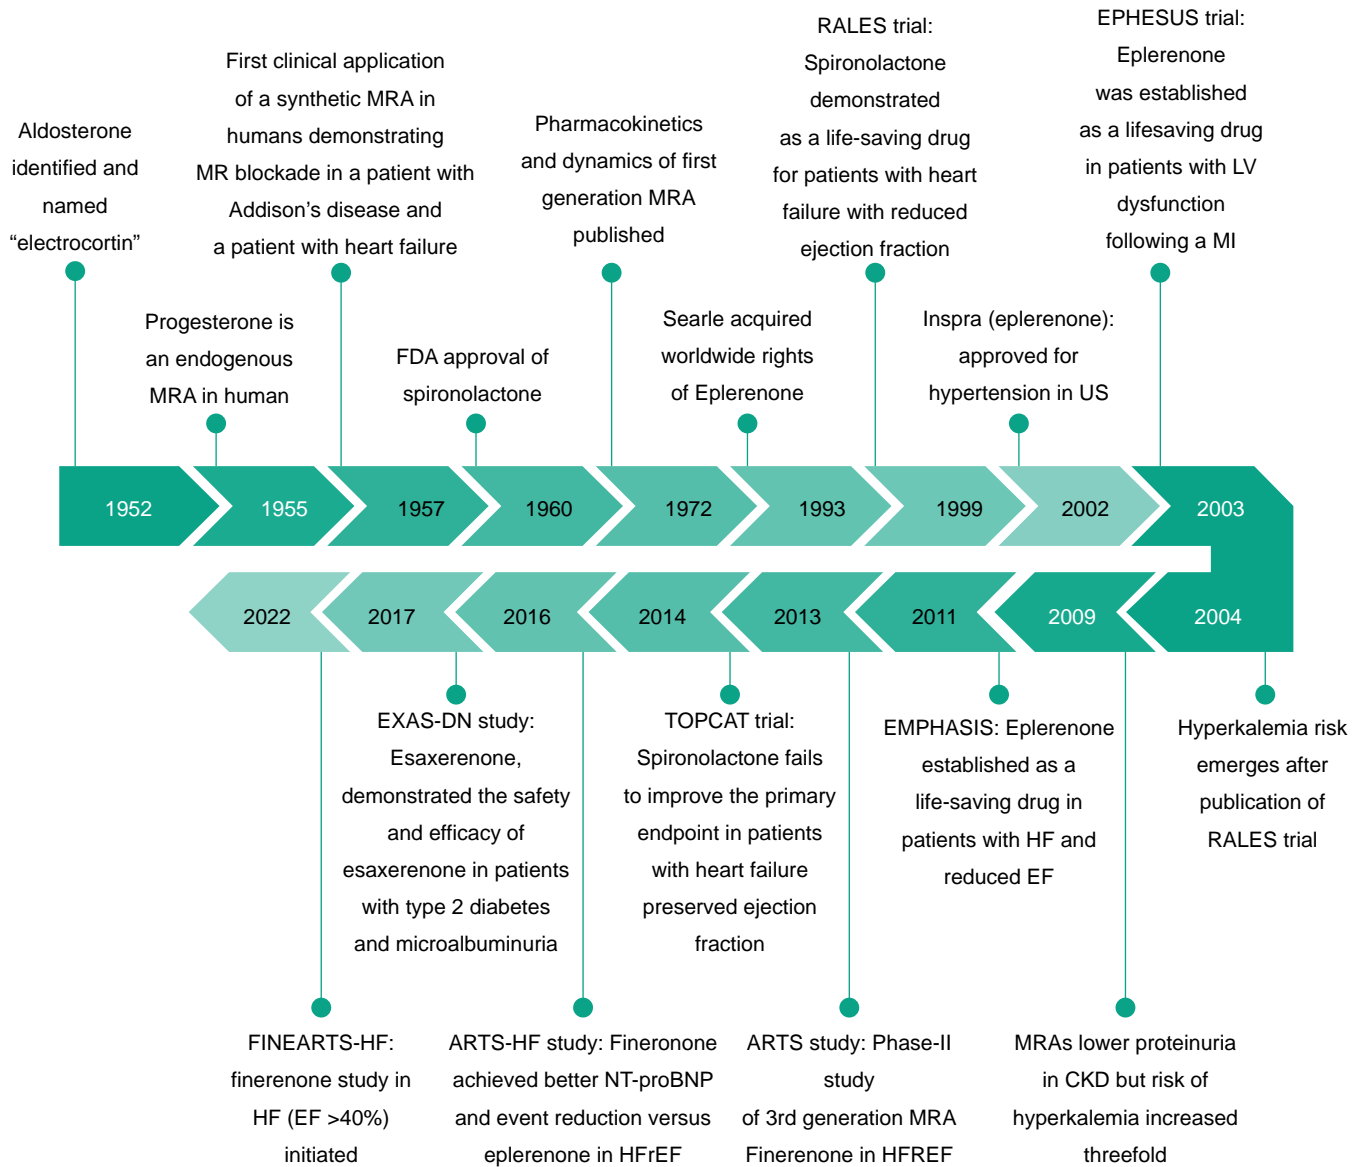 Aldosterone
identified and
named
“electrocortin”
Progesterone is
an endogenous
MRA in human
First clinical application
of a synthetic MRA in
humans demonstrating
MR blockade in a patient with
Addison’s disease and
a patient with heart failure
FDA approval of
spironolactone
Pharmacokinetics
and dynamics of first
generation MRA
published
Searle acquired
worldwide rights
of Eplerenone
RALES trial:
Spironolactone
demonstrated
as a life-saving drug
for patients with heart
failure with reduced
ejection fraction
Inspra (eplerenone):
approved for
hypertension in US
EPHESUS trial:
Eplerenone
was established
as a lifesaving drug
in patients with LV
dysfunction
following a MI
1952
1955
1957
1960
1972
1993
1999
2002
2003
2022
2017
2016
2014
2013
2011
2009
2004
FINEARTS-HF:
finerenone study in
HF (EF >40%)
initiated
EXAS-DN study:
Esaxerenone,
demonstrated the safety
and efficacy of
esaxerenone in patients
with type 2 diabetes
and microalbuminuria
ARTS-HF study: Fineronone
achieved better NT-proBNP
and event reduction versus
eplerenone in HFrEF
TOPCAT trial:
Spironolactone fails
to improve the primary
endpoint in patients
with heart failure
preserved ejection
fraction
ARTS study: Phase-II
study
of 3rd generation MRA
Finerenone in HFREF
EMPHASIS: Eplerenone
established as a
life-saving drug in
patients with HF and
reduced EF
MRAs lower proteinuria
in CKD but risk of
hyperkalemia increased
threefold
Hyperkalemia risk
emerges after
publication of
RALES trial